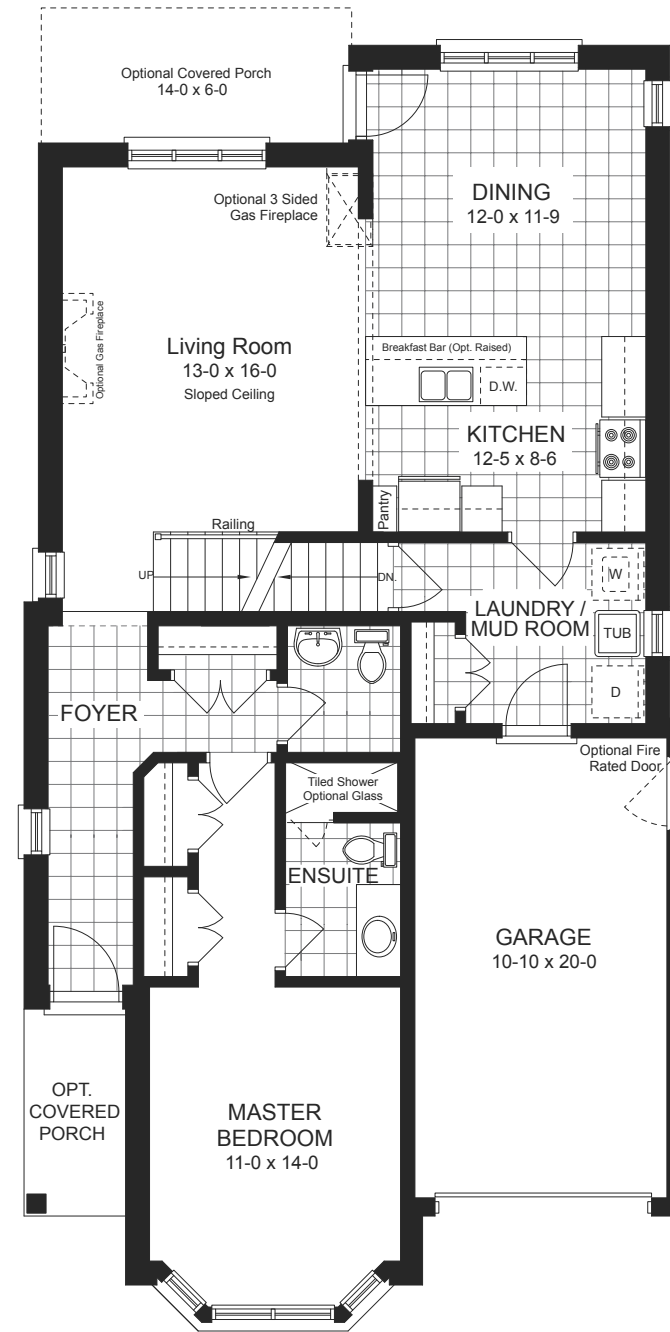 Optional Covered Porch
14-0 x 6-0
Optional 3 Sided
Gas Fireplace
DINING
12-0 x 11-9
Optional Gas Fireplace
Living Room
13-0 x 16-0
Sloped Ceiling
Breakfast Bar (Opt. Raised)
D.W.
KITCHEN
12-5 x 8-6
Pantry
Railing
UP
DN.
W
LAUNDRY /
MUD ROOM
TUB
D
FOYER
Optional Fire
Rated Door
Tiled Shower
Optional Glass
ENSUITE
GARAGE
10-10 x 20-0
OPT.
COVERED
PORCH
MASTER
BEDROOM
11-0 x 14-0